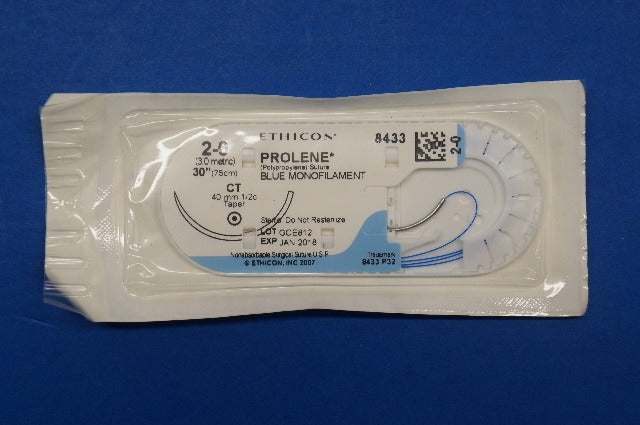 ETHICON*
8433
2-0
2-0
(3.0 metric)
30" (75cm)
PROLENE*
(Polypropylene) Suture
BLUE MONOFILAMENT
CT
40 mm 1/2c
Taper
Sterile Do Not Resterilize
LOT GCE812
EXP JAN 2018
Nonabsorbable Surgical Suture U.S.P.
© ETHICON, INC 2007
*Trademark
8433 P32